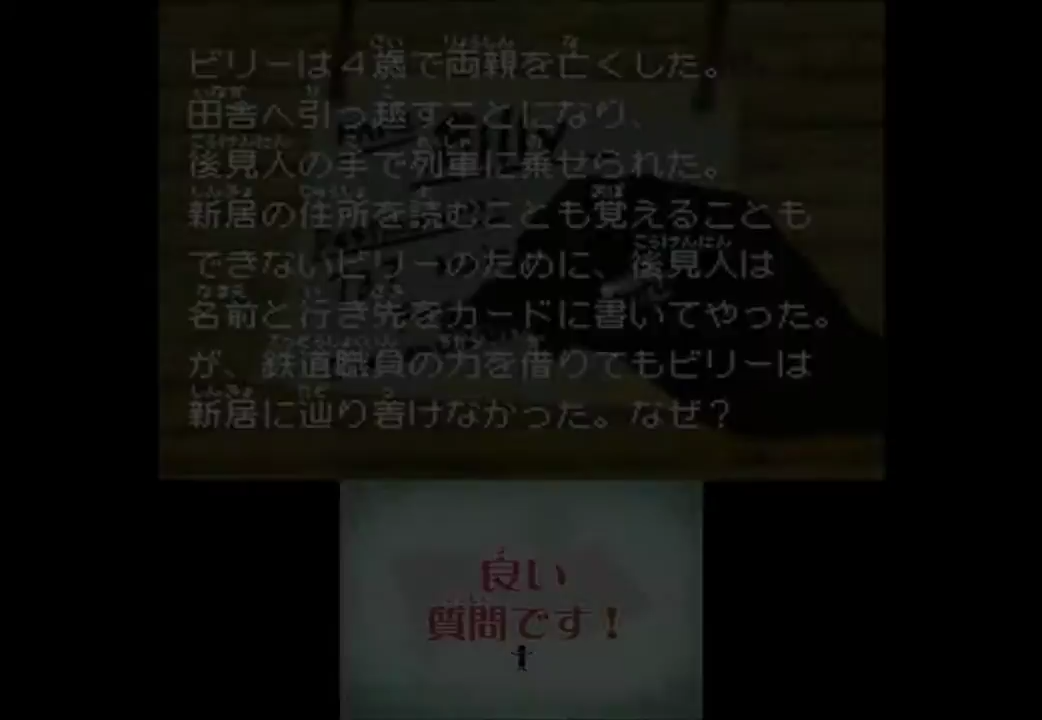 ビリーは４歳で両親を亡くした。
田舎へ引っ越すことになり、
後見人の手で列車に乗せられた。
新居の住所を読むことも覚えることも
できないビリーのために、後見人は
名前と行き先をカードに書いてやった。
が、鉄道職員の力を借りてもビリーは
新居に辿り着けなかった。なぜ？
良い
質問です！